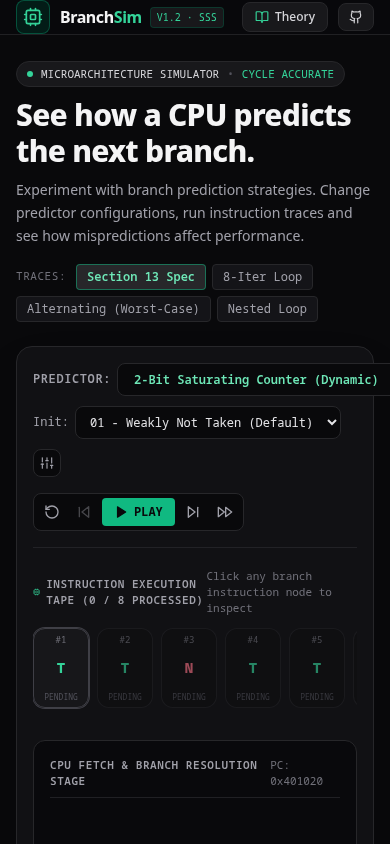 BranchSim V1.2 · SSS Theory
MICROARCHITECTURE SIMULATOR • CYCLE ACCURATE
See how a CPU predicts
the next branch.
Experiment with branch prediction strategies. Change
predictor configurations, run instruction traces and
see how mispredictions affect performance.
TRACES: Section 13 Spec 8-Iter Loop
Alternating (Worst-Case) Nested Loop
PREDICTOR: 2-Bit Saturating Counter (Dynamic)
Init: 01 - Weakly Not Taken (Default)
PLAY
INSTRUCTION EXECUTION
TAPE (0 / 8 PROCESSED)
Click any branch
instruction node to
inspect
#1 #2 #3 #4 #5
T T N T T
PENDING PENDING PENDING PENDING PENDING
CPU FETCH & BRANCH RESOLUTION
STAGE
PC:
0x401020